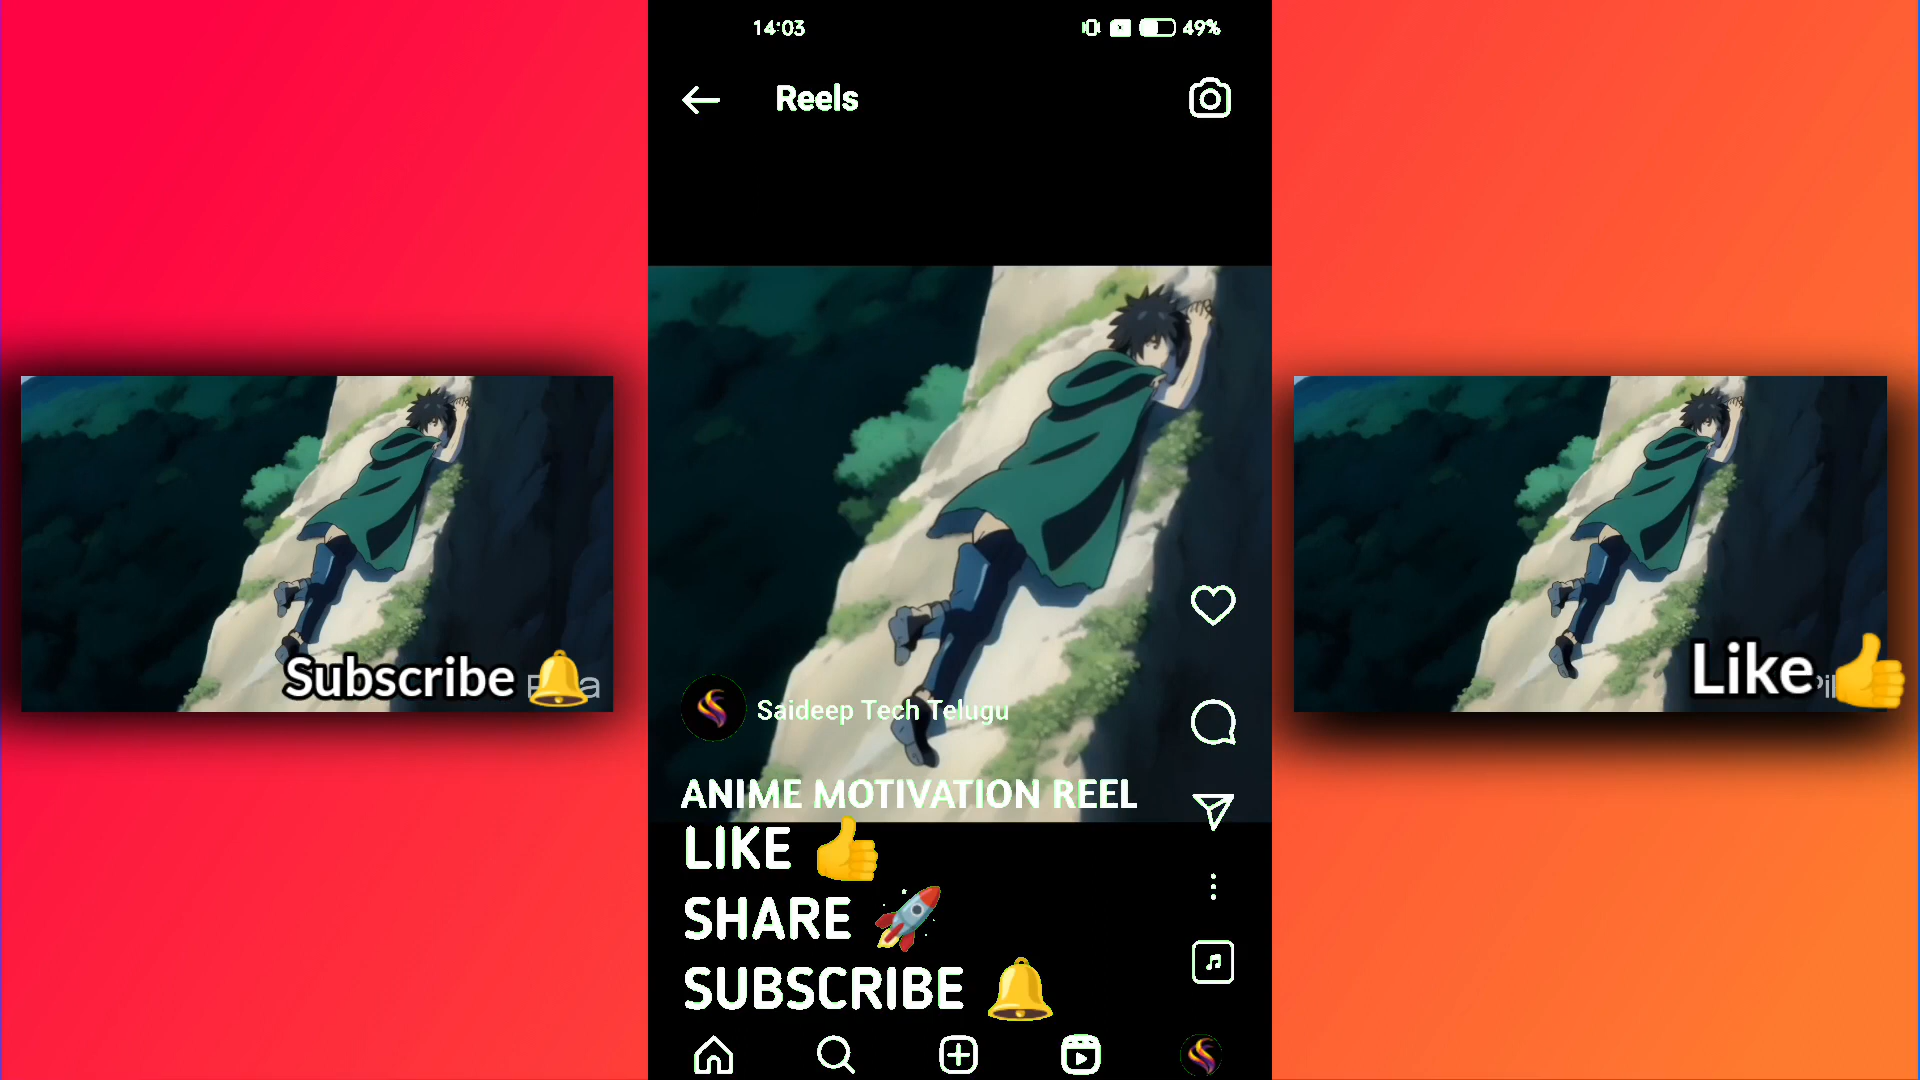 14:03
49%
Reels
Subscribe
Like
Saideep Tech Telugu
ANIME MOTIVATION REEL
LIKE 👍
SHARE 🚀
SUBSCRIBE 🔔